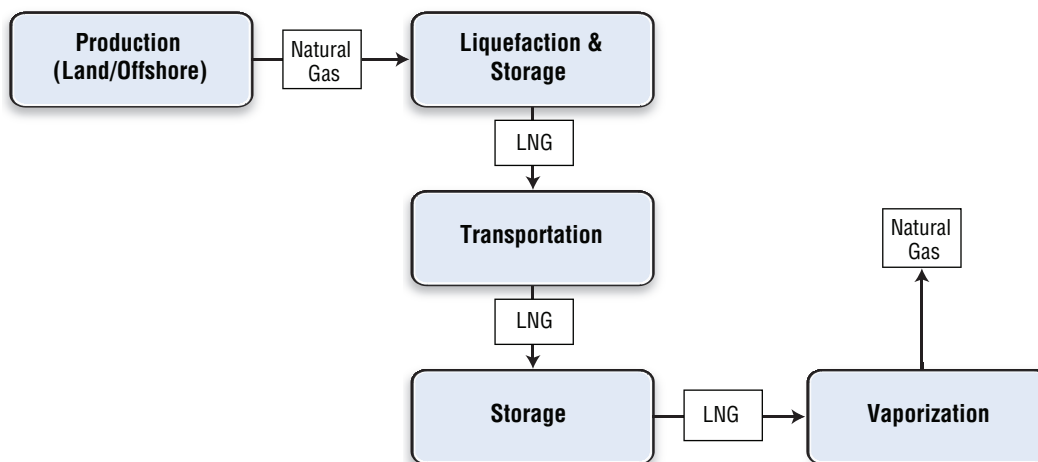 Production
(Land/Offshore)
Natural
Gas
Liquefaction &
Storage
LNG
Transportation
LNG
Storage
LNG
Vaporization
Natural
Gas